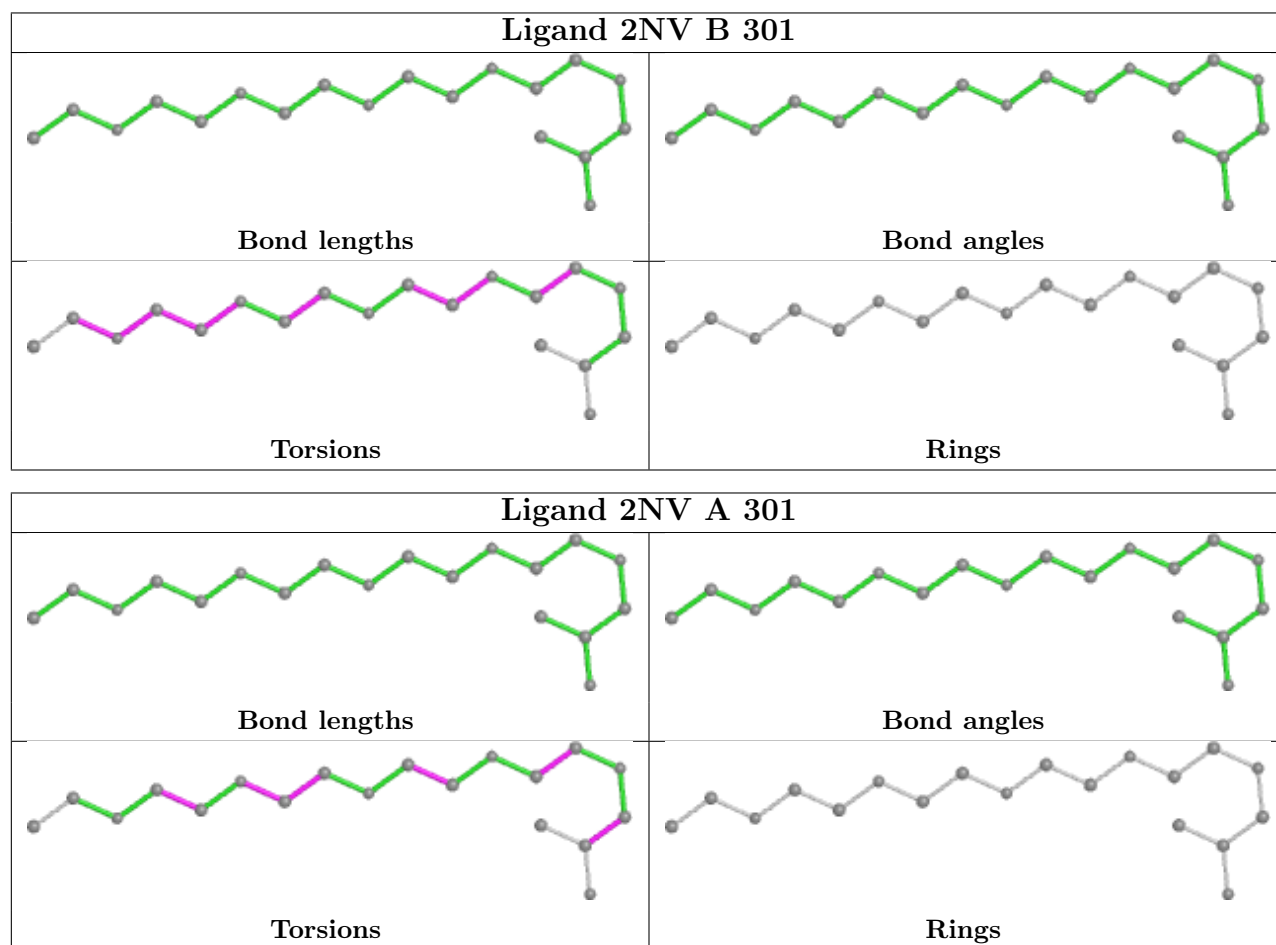 Ligand 2NV B 301
Bond lengths
Bond angles
Torsions
Rings
Ligand 2NV A 301
Bond lengths
Bond angles
Torsions
Rings